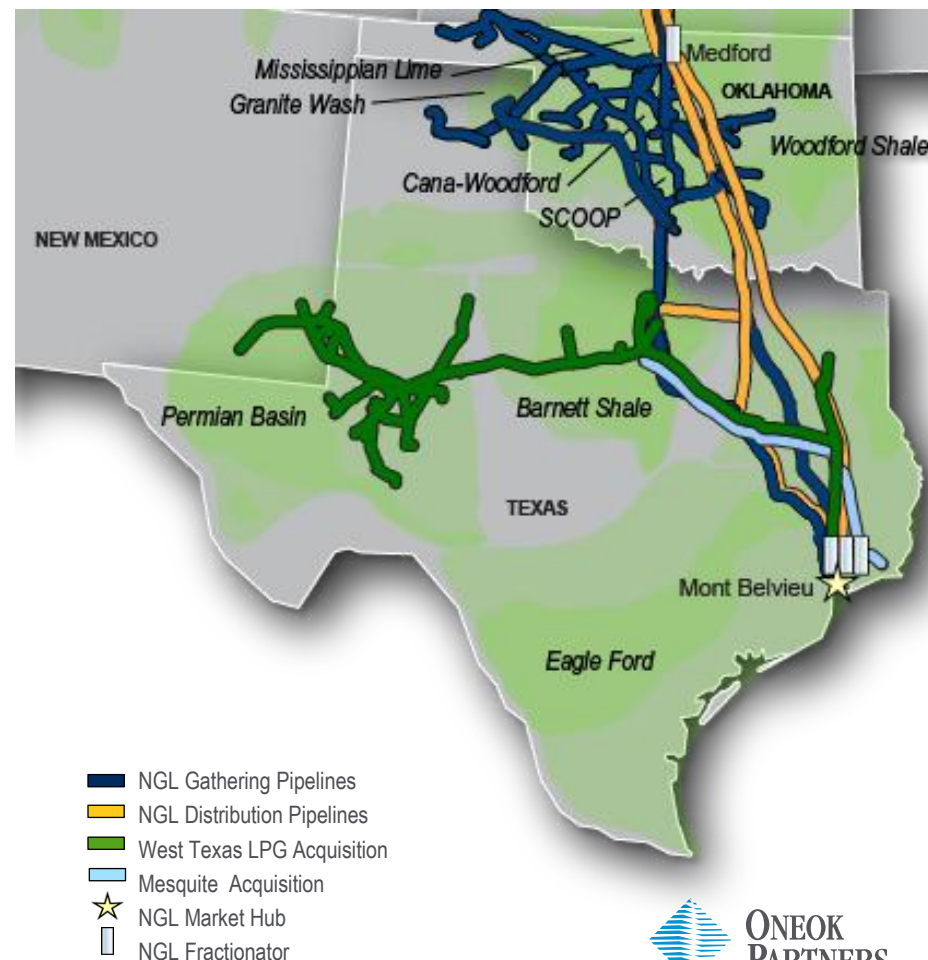 Medford
Mississippian Lime
OKLAHOMA
Granite Wash
Woodford Shale
Cana-Woodford
SCOOP
NEW MEXICO
Permian Basin
Barnett Shale
TEXAS
Mont Belvieu
Eagle Ford
NGL Gathering Pipelines
NGL Distribution Pipelines
West Texas LPG Acquisition
Mesquite Acquisition
NGL Market Hub
NGL Fractionator
ONEOK
PARTNERS